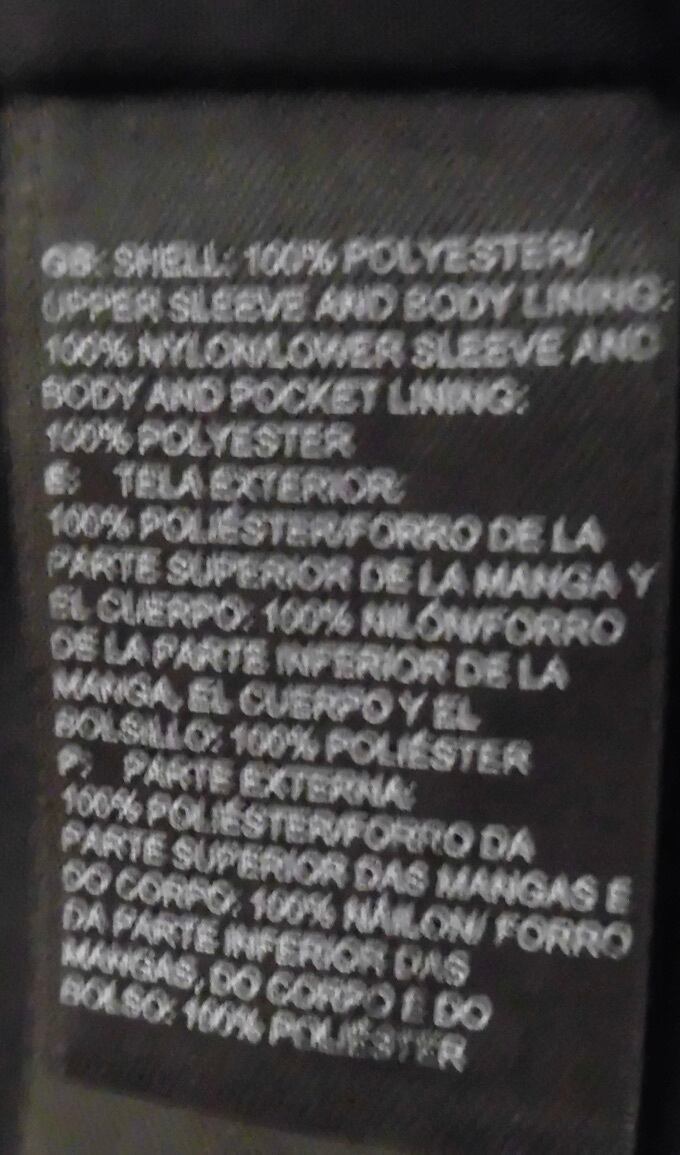 GB: SHELL: 100% POLYESTER/
UPPER SLEEVE AND BODY LINING:
100% NYLON/LOWER SLEEVE AND
BODY AND POCKET LINING:
100% POLYESTER
E: TELA EXTERIOR:
100% POLIÉSTER/FORRO DE LA
PARTE SUPERIOR DE LA MANGA Y
EL CUERPO: 100% NILÓN/FORRO
DE LA PARTE INFERIOR DE LA
MANGA, EL CUERPO Y EL
BOLSILLO: 100% POLIÉSTER
P: PARTE EXTERNA:
100% POLIÉSTER/FORRO DA
PARTE SUPERIOR DAS MANGAS E
DO CORPO: 100% NÁILON/ FORRO
DA PARTE INFERIOR DAS
MANGAS, DO CORPO E DO
BOLSO: 100% POLIÉSTER